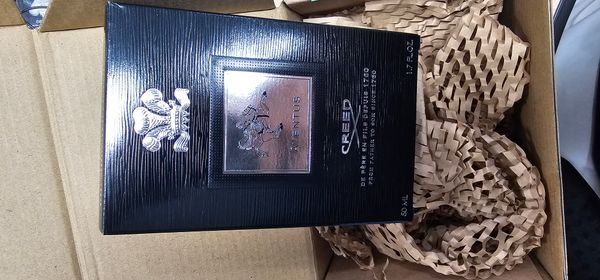 AVENTUS
CREED
DE PÈRE EN FILS DEPUIS 1760
FROM FATHER TO SON SINCE 1760
50 ML
1.7 FL.OZ